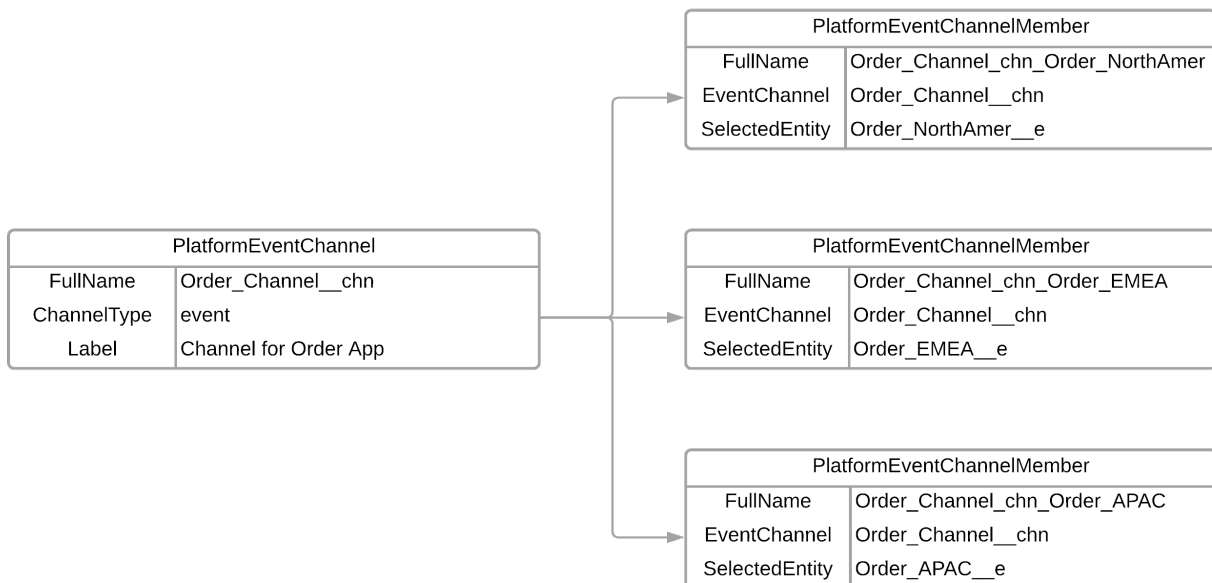 PlatformEventChannel
FullName Order_Channel__chn
ChannelType event
Label Channel for Order App
PlatformEventChannelMember
FullName Order_Channel_chn_Order_NorthAmer
EventChannel Order_Channel__chn
SelectedEntity Order_NorthAmer__e
PlatformEventChannelMember
FullName Order_Channel_chn_Order_EMEA
EventChannel Order_Channel__chn
SelectedEntity Order_EMEA__e
PlatformEventChannelMember
FullName Order_Channel_chn_Order_APAC
EventChannel Order_Channel__chn
SelectedEntity Order_APAC__e